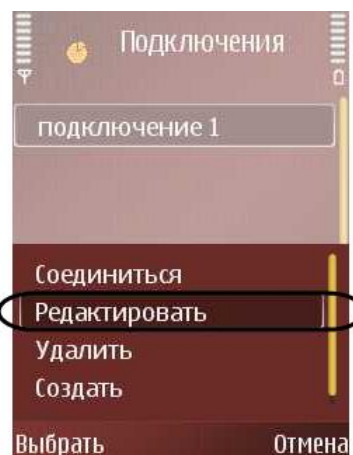 Подключения
подключение 1
Соединиться
Редактировать
Удалить
Создать
Выбрать Отмена